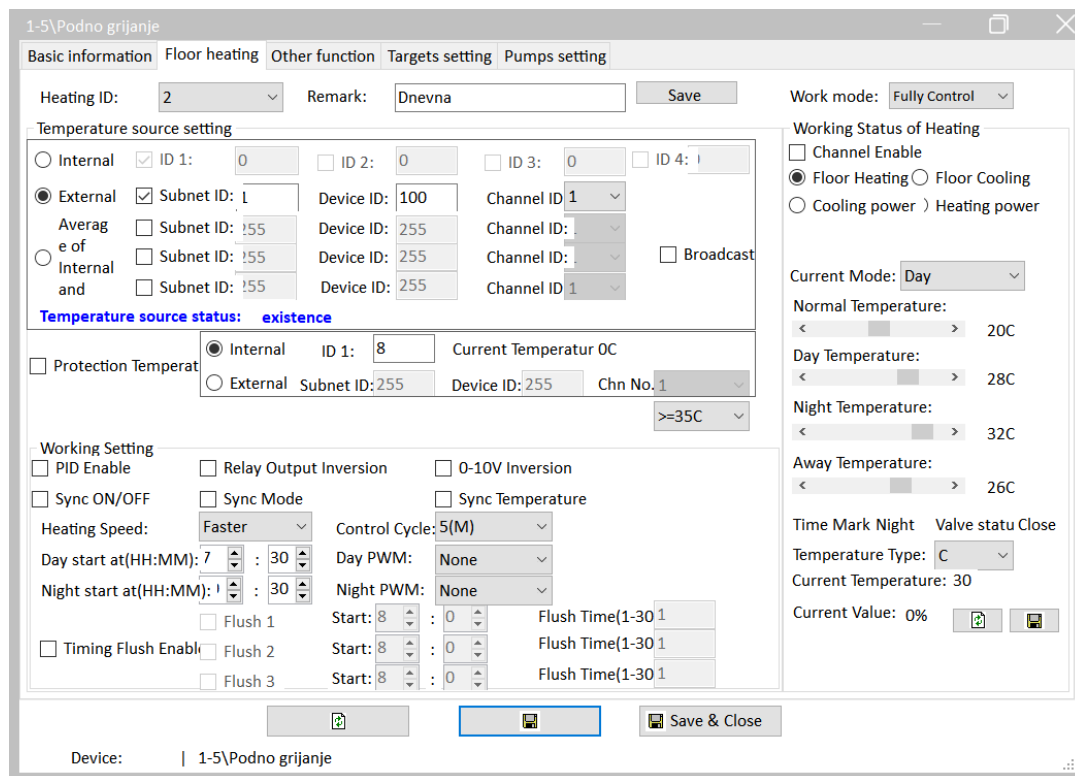 1-5\Podno grijanje
Basic information Floor heating Other function Targets setting Pumps setting
Heating ID: 2 Remark: Dnevna Save Work mode: Fully Control
Temperature source setting Working Status of Heating
Internal ID 1: 0 ID 2: 0 ID 3: 0 ID 4:
Channel Enable
External Subnet ID: 1 Device ID: 100 Channel ID 1
Floor Heating Floor Cooling
Averag Subnet ID: 255 Device ID: 255 Channel ID:
Cooling power Heating power
e of
Internal Subnet ID: 255 Device ID: 255 Channel ID: Broadcast
and Subnet ID: 255 Device ID: 255 Channel ID 1
Current Mode: Day
Temperature source status: existence
Normal Temperature:
20C
Protection Temperat Internal ID 1: 8 Current Temperatur 0C
External Subnet ID: 255 Device ID: 255 Chn No. 1
Day Temperature:
28C
>=35C
Night Temperature:
32C
Working Setting
PID Enable Relay Output Inversion 0-10V Inversion
Away Temperature:
26C
Sync ON/OFF Sync Mode Sync Temperature
Heating Speed: Faster Control Cycle: 5(M)
Time Mark Night Valve statu Close
Day start at(HH:MM): 7 : 30 Day PWM: None
Temperature Type: C
Night start at(HH:MM): : 30 Night PWM: None
Current Temperature: 30
Current Value: 0%
Flush 1 Start: 8 : 0 Flush Time(1-30 1
Timing Flush Enabl Flush 2 Start: 8 : 0 Flush Time(1-30 1
Flush 3 Start: 8 : 0 Flush Time(1-30 1
Save & Close
Device: | 1-5\Podno grijanje